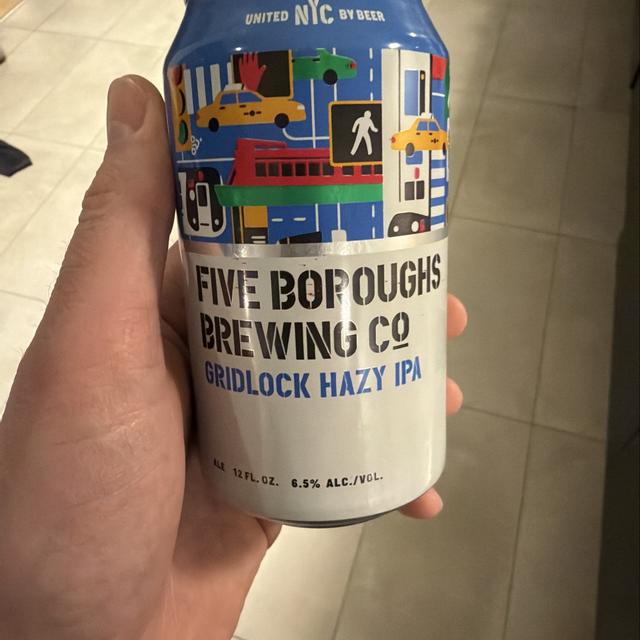 UNITED NYC BY BEER
FIVE BOROUGHS
BREWING Cº
GRIDLOCK HAZY IPA
ALE 12 FL. OZ. 6.5% ALC./VOL.